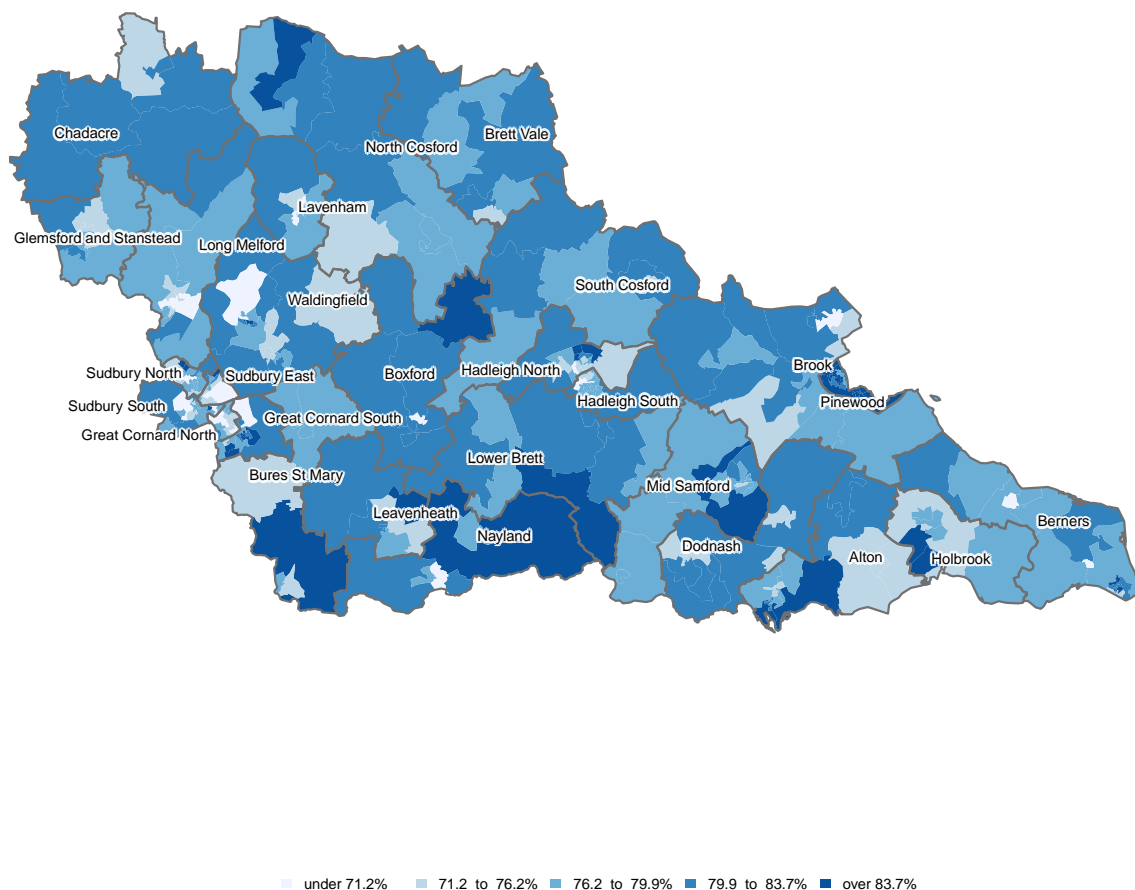 Chadacre
Brett Vale
North Cosford
Lavenham
Glemsford and Stanstead
Long Melford
South Cosford
Waldingfield
Brook
Sudbury North
Sudbury East
Boxford
Hadleigh North
Sudbury South
Hadleigh South
Pinewood
Great Cornard South
Great Cornard North
Lower Brett
Bures St Mary
Mid Samford
Leavenheath
Berners
Nayland
Dodnash
Alton
Holbrook
under 71.2% 71.2 to 76.2% 76.2 to 79.9% 79.9 to 83.7% over 83.7%